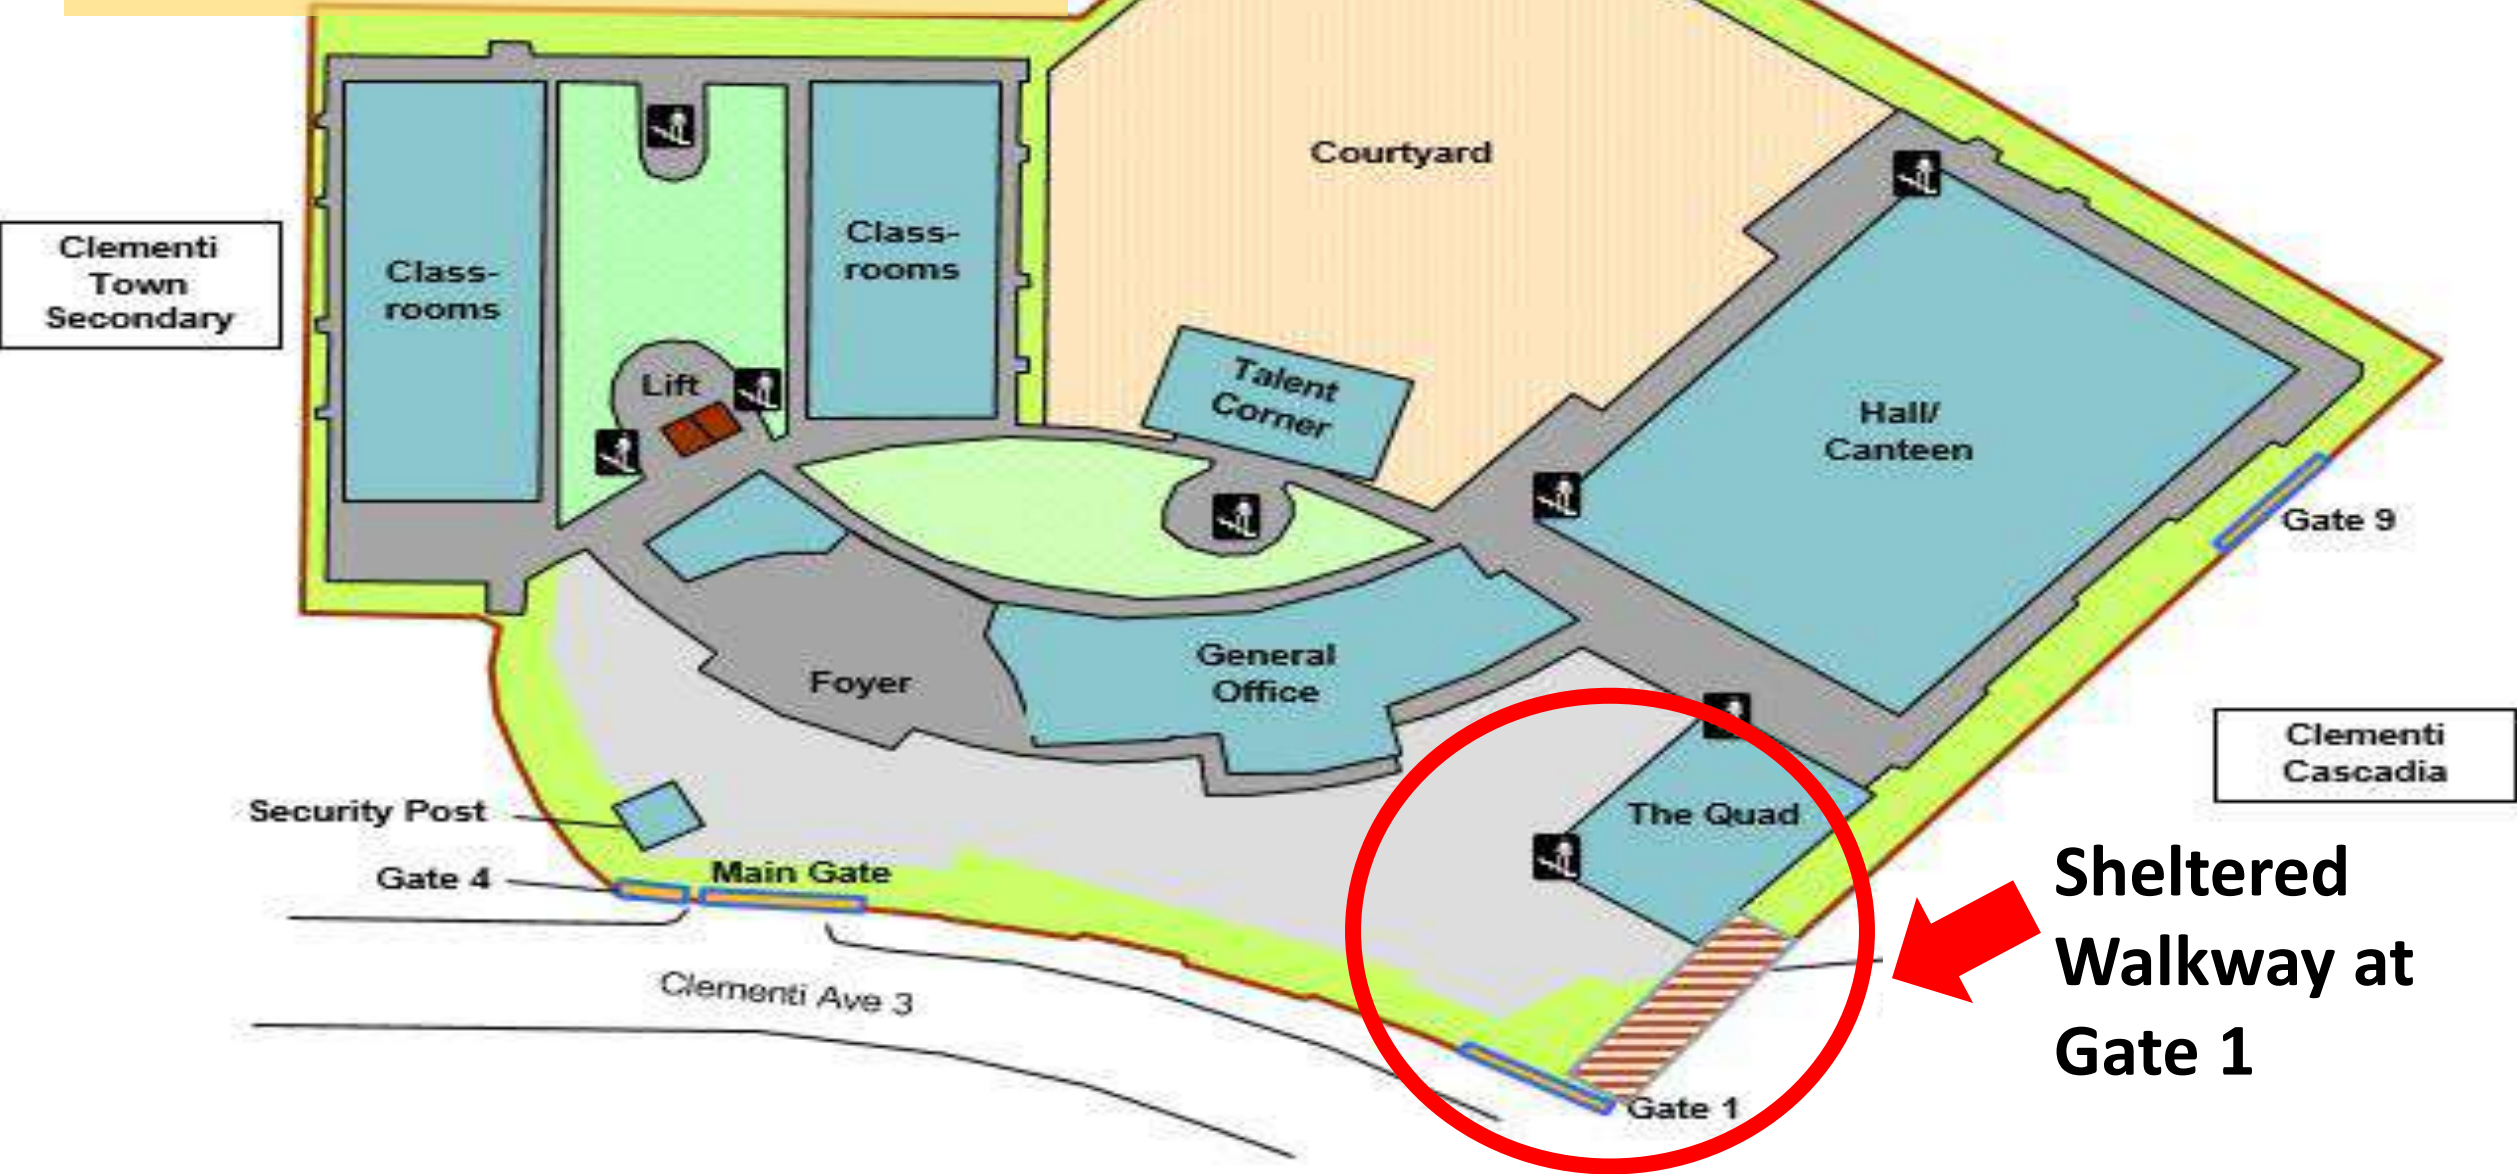 Courtyard
Class-
rooms
Clementi
Town
Secondary
Class-
rooms
Lift
Talent
Corner
Hall/
Canteen
Gate 9
General
Office
Foyer
Clementi
Cascadia
Security Post
The Quad
Sheltered
Walkway at
Gate 1
Gate 4
Main Gate
Clementi Ave 3
Gate 1